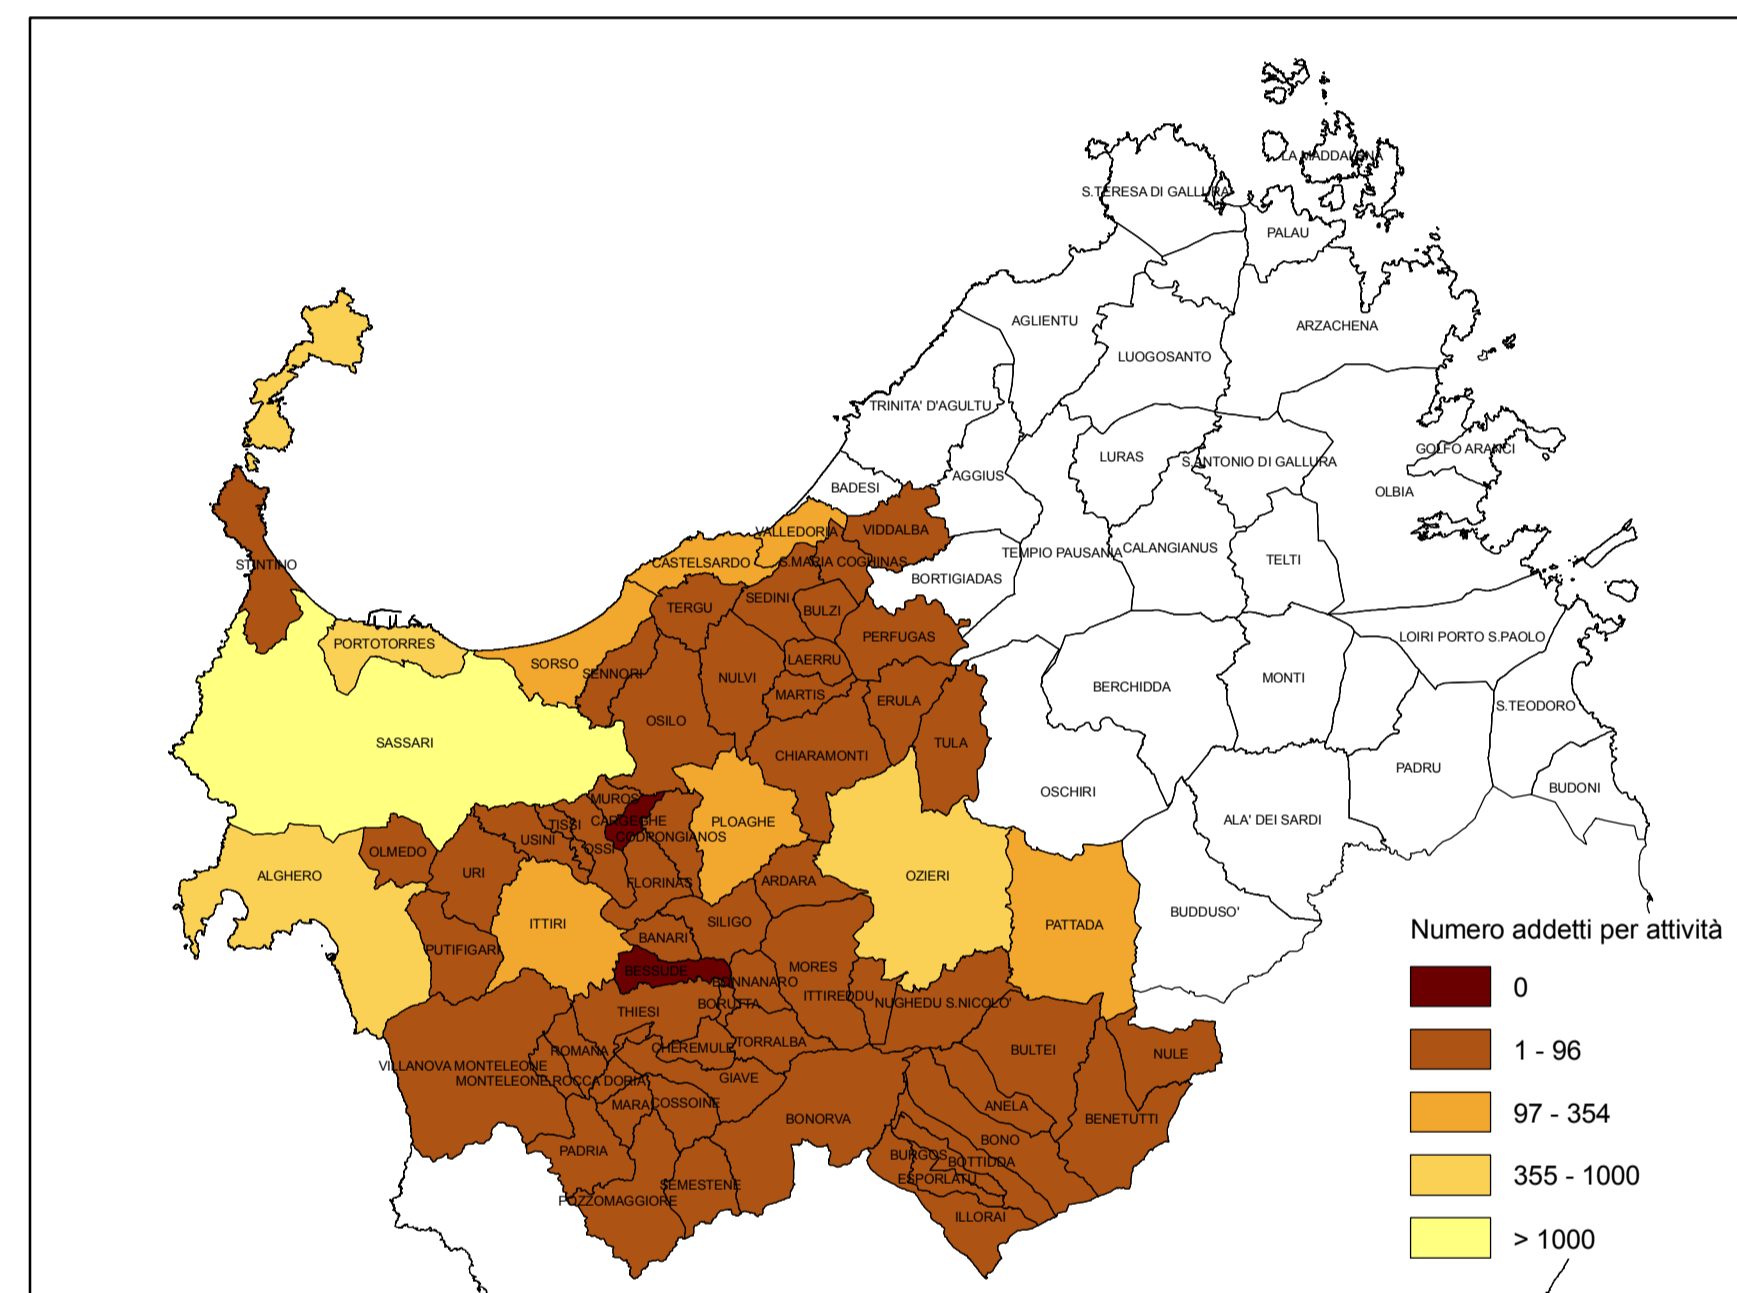 LA MADDALENA
S.TERESA DI GALLURA
PALAU
AGLIENTU
ARZACHENA
LUOGOSANTO
TRINITA' D'AGULTU
GOLFO ARANCI
LURAS
S.ANTONIO DI GALLURA
AGGIUS
BADESI
OLBIA
VALLEDORIA
VIDDALBA
TEMPIO PAUSANIA
CALANGIANUS
TELTI
CASTELSARDO
S.MARIA COGHINAS
STINTINO
BORTIGIADAS
SEDINI
TERGU
BULZI
PERFUGAS
LOIRI PORTO S.PAOLO
PORTOTORRES
SORSO
LAERRU
SENNORI
NULVI
MONTI
BERCHIDDA
MARTIS
ERULA
S.TEODORO
OSILO
SASSARI
TULA
CHIARAMONTI
PADRU
BUDONI
OSCHIRI
MUROS
CARGEGHE
PLOAGHE
ALA' DEI SARDI
TISSI
CODRONGIANOS
USINI
OSSI
OLMEDO
URI
ALGHERO
FLORINAS
ARDARA
OZIERI
BUDDUSO'
SILIGO
ITTIRI
PATTADA
BANARI
PUTIFIGARI
MORES
BESSUDE
BONNANARO
ITTIREDDU
BORUTTA
NUGHEDU S.NICOLO'
THIESI
TORRALBA
CHEREMULE
ROMANA
BULTEI
NULE
VILLANOVA MONTELEONE
GIAVE
MONTELEONE ROCCA DORIA
COSSOINE
MARA
ANELA
BONORVA
BENETUTTI
BONO
PADRIA
BURGOS
BOTTIDDA
ESPORLATU
SEMESTENE
POZZOMAGGIORE
ILLORAI
Numero addetti per attività
0
1 - 96
97 - 354
355 - 1000
> 1000